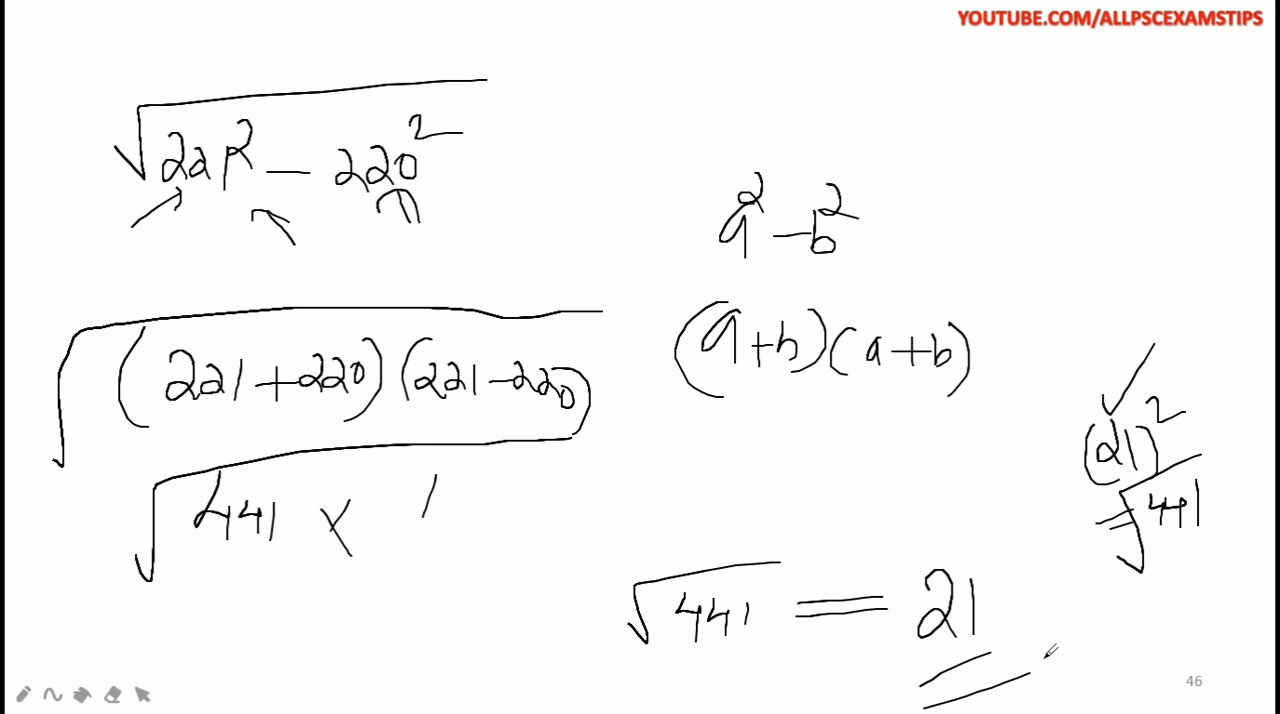 YOUTUBE.COM/ALLPSCEXAMSTIPS
√221² – 220²
a² – b²
√(221+220)(221–220)
(a+b)(a+b)
(21)²
√441 × 1
= √441
√441 = 21
46